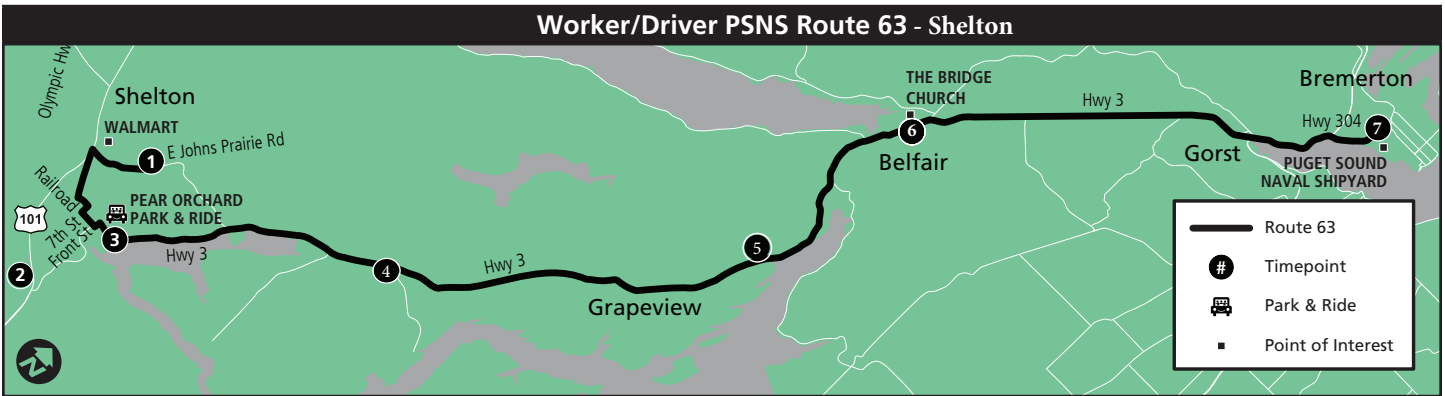 Worker/Driver PSNS Route 63 - Shelton
Olympic Hw
Shelton
WALMART
1
E Johns Prairie Rd
Railroad
101
7th St
Front St
2
PEAR ORCHARD
PARK & RIDE
3
Hwy 3
4
Hwy 3
Grapeview
5
THE BRIDGE
CHURCH
6
Belfair
Hwy 3
Gorst
Bremerton
Hwy 304
7
PUGET SOUND
NAVAL SHIPYARD
Route 63
# Timepoint
Park & Ride
Point of Interest
N